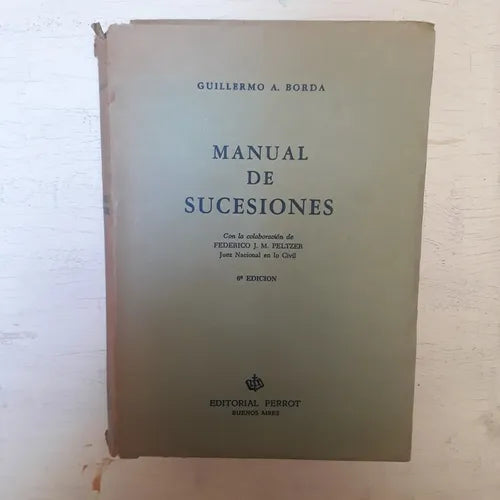 GUILLERMO A. BORDA
MANUAL
DE
SUCESIONES
Con la colaboración de
FEDERICO J. M. PELTZER
Juez Nacional en lo Civil
6ª EDICION
EDITORIAL PERROT
BUENOS AIRES